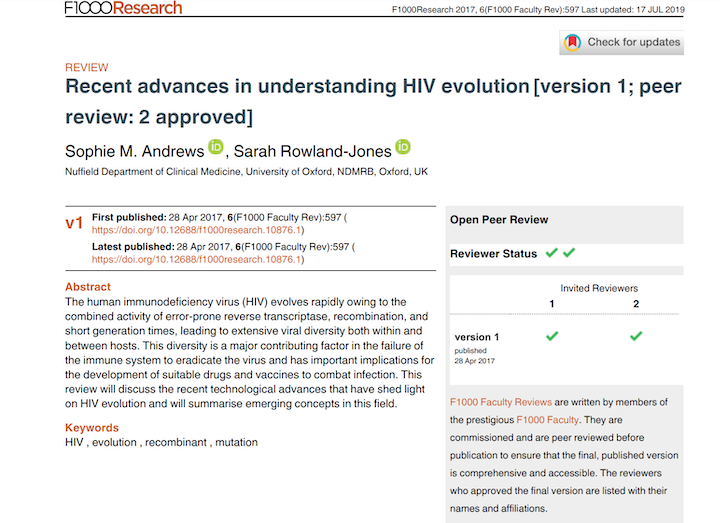 F1000Research
F1000Research 2017, 6(F1000 Faculty Rev):597 Last updated: 17 JUL 2019
Check for updates
REVIEW
Recent advances in understanding HIV evolution [version 1; peer
review: 2 approved]
Sophie M. Andrews iD , Sarah Rowland-Jones iD
Nuffield Department of Clinical Medicine, University of Oxford, NDMRB, Oxford, UK
v1
First published: 28 Apr 2017, 6(F1000 Faculty Rev):597 (
https://doi.org/10.12688/f1000research.10876.1)
Latest published: 28 Apr 2017, 6(F1000 Faculty Rev):597 (
https://doi.org/10.12688/f1000research.10876.1)
Abstract
The human immunodeficiency virus (HIV) evolves rapidly owing to the
combined activity of error-prone reverse transcriptase, recombination, and
short generation times, leading to extensive viral diversity both within and
between hosts. This diversity is a major contributing factor in the failure of
the immune system to eradicate the virus and has important implications for
the development of suitable drugs and vaccines to combat infection. This
review will discuss the recent technological advances that have shed light
on HIV evolution and will summarise emerging concepts in this field.
Keywords
HIV , evolution , recombinant , mutation
Open Peer Review
Reviewer Status
Invited Reviewers
1 2
version 1
published
28 Apr 2017
F1000 Faculty Reviews are written by members of
the prestigious F1000 Faculty. They are
commissioned and are peer reviewed before
publication to ensure that the final, published version
is comprehensive and accessible. The reviewers
who approved the final version are listed with their
names and affiliations.